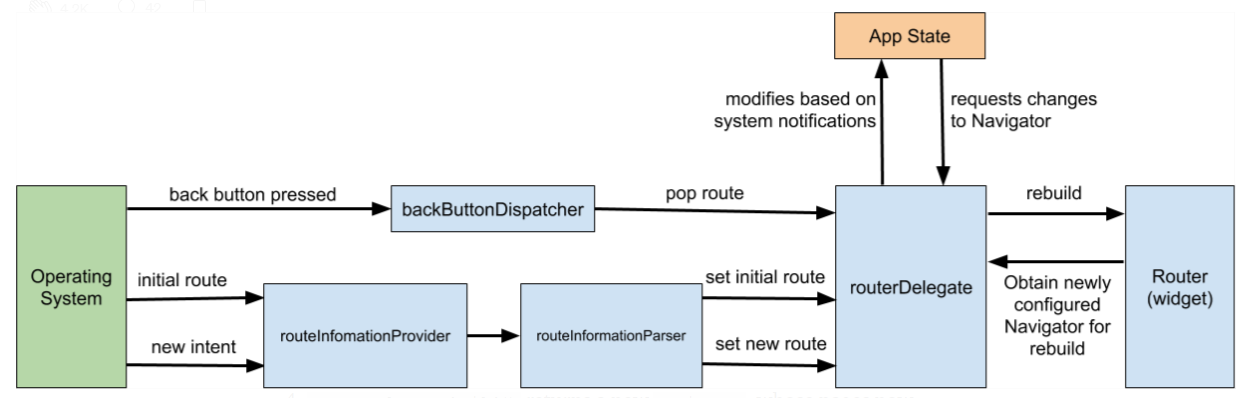 App State
modifies based on
system notifications
requests changes
to Navigator
back button pressed
backButtonDispatcher
pop route
rebuild
Operating
System
initial route
new intent
routeInfomationProvider
routeInformationParser
set initial route
set new route
routerDelegate
Obtain newly
configured
Navigator for
rebuild
Router
(widget)